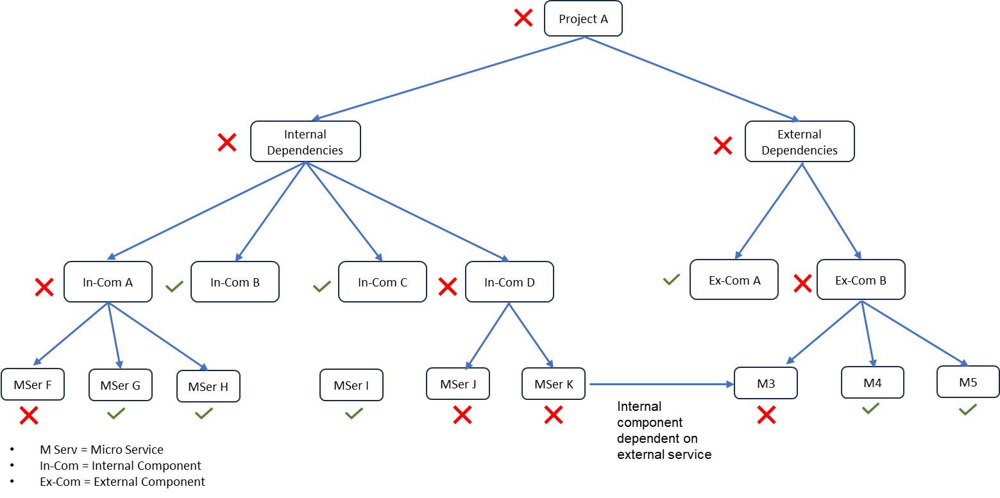 Project A
Internal
Dependencies
External
Dependencies
In-Com A
In-Com B
In-Com C
In-Com D
Ex-Com A
Ex-Com B
MSer F
MSer G
MSer H
MSer I
MSer J
MSer K
M3
M4
M5
Internal
component
dependent on
external service
• M Serv = Micro Service
• In-Com = Internal Component
• Ex-Com = External Component